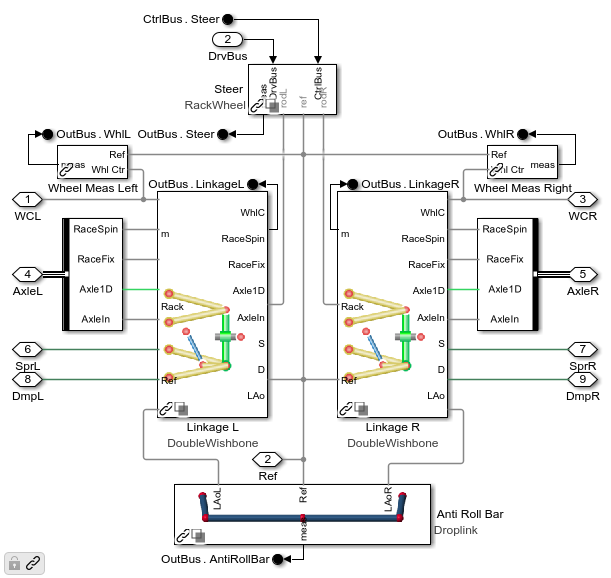 CtrlBus . Steer
2
DrvBus
Steer
RackWheel
meas
DrvBus
CtrlBus
rodL
ref
rodR
OutBus . WhlL
OutBus . Steer
OutBus . WhlR
Ref
meas
Whl Ctr
Wheel Meas Left
Ref
Whl Ctr
meas
Wheel Meas Right
OutBus . LinkageL
OutBus . LinkageR
1
WCL
3
WCR
WhlC
RaceSpin
RaceFix
Axle1D
AxleIn
S
D
LAo
m
Rack
Ref
WhlC
RaceSpin
RaceFix
Axle1D
AxleIn
S
D
LAo
m
Rack
Ref
RaceSpin
RaceFix
Axle1D
AxleIn
RaceSpin
RaceFix
Axle1D
AxleIn
4
AxleL
5
AxleR
6
SprL
7
SprR
8
DmpL
9
DmpR
Linkage L
DoubleWishbone
Linkage R
DoubleWishbone
2
Ref
LAoL
Ref
LAoR
meas
Anti Roll Bar
Droplink
OutBus . AntiRollBar